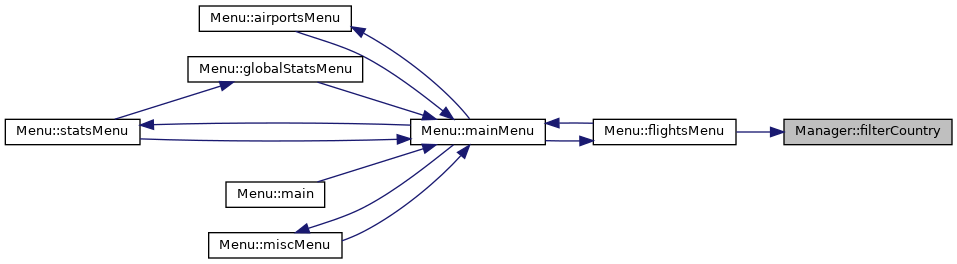 Menu::airportsMenu
Menu::globalStatsMenu
Menu::statsMenu
Menu::mainMenu
Menu::flightsMenu
Manager::filterCountry
Menu::main
Menu::miscMenu